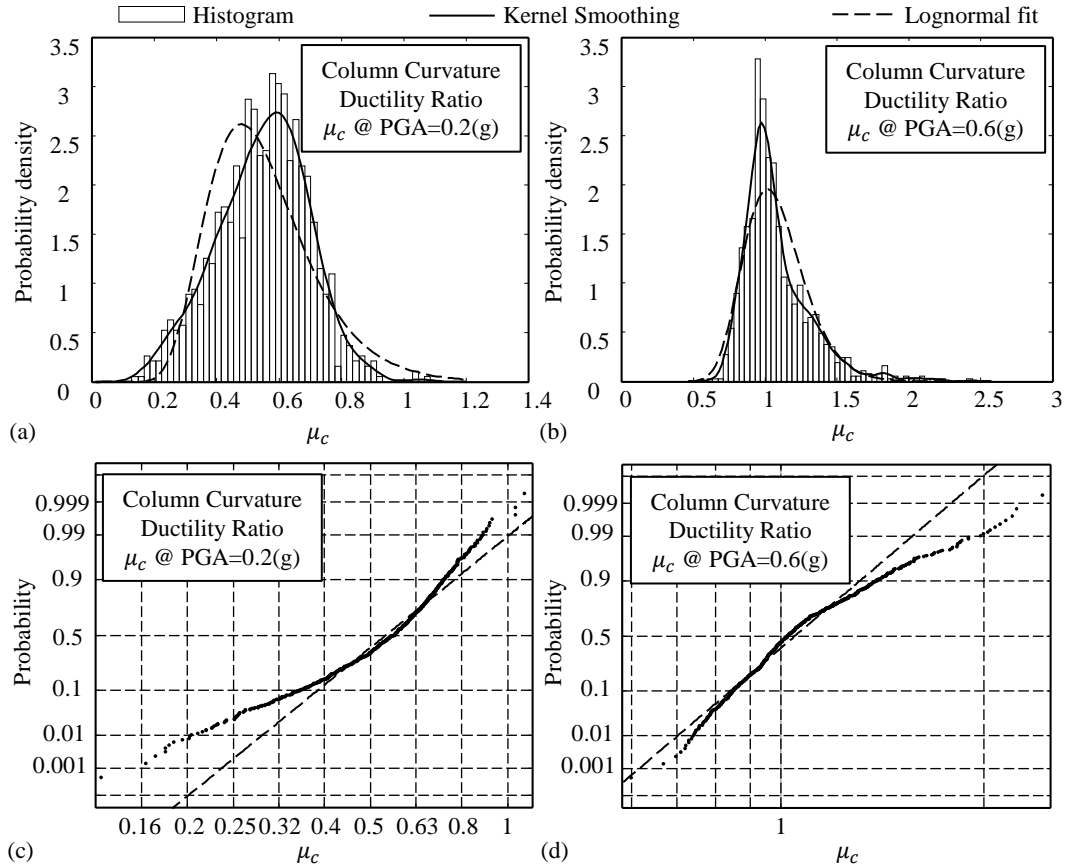 Histogram Kernel Smoothing Lognormal fit
3.5
3
2.5
2
1.5
1
0.5
0
Probability density
Column Curvature
Ductility Ratio
μc @ PGA=0.2(g)
0 0.2 0.4 0.6 0.8 1 1.2 1.4
(a)
μc
3.5
3
2.5
2
1.5
1
0.5
0
Probability density
Column Curvature
Ductility Ratio
μc @ PGA=0.6(g)
0 0.5 1 1.5 2 2.5 3
(b)
μc
0.999
0.99
0.9
0.5
0.1
0.01
0.001
Probability
Column Curvature
Ductility Ratio
μc @ PGA=0.2(g)
0.16 0.2 0.25 0.32 0.4 0.5 0.63 0.8 1
(c)
μc
0.999
0.99
0.9
0.5
0.1
0.01
0.001
Probability
Column Curvature
Ductility Ratio
μc @ PGA=0.6(g)
1
(d)
μc